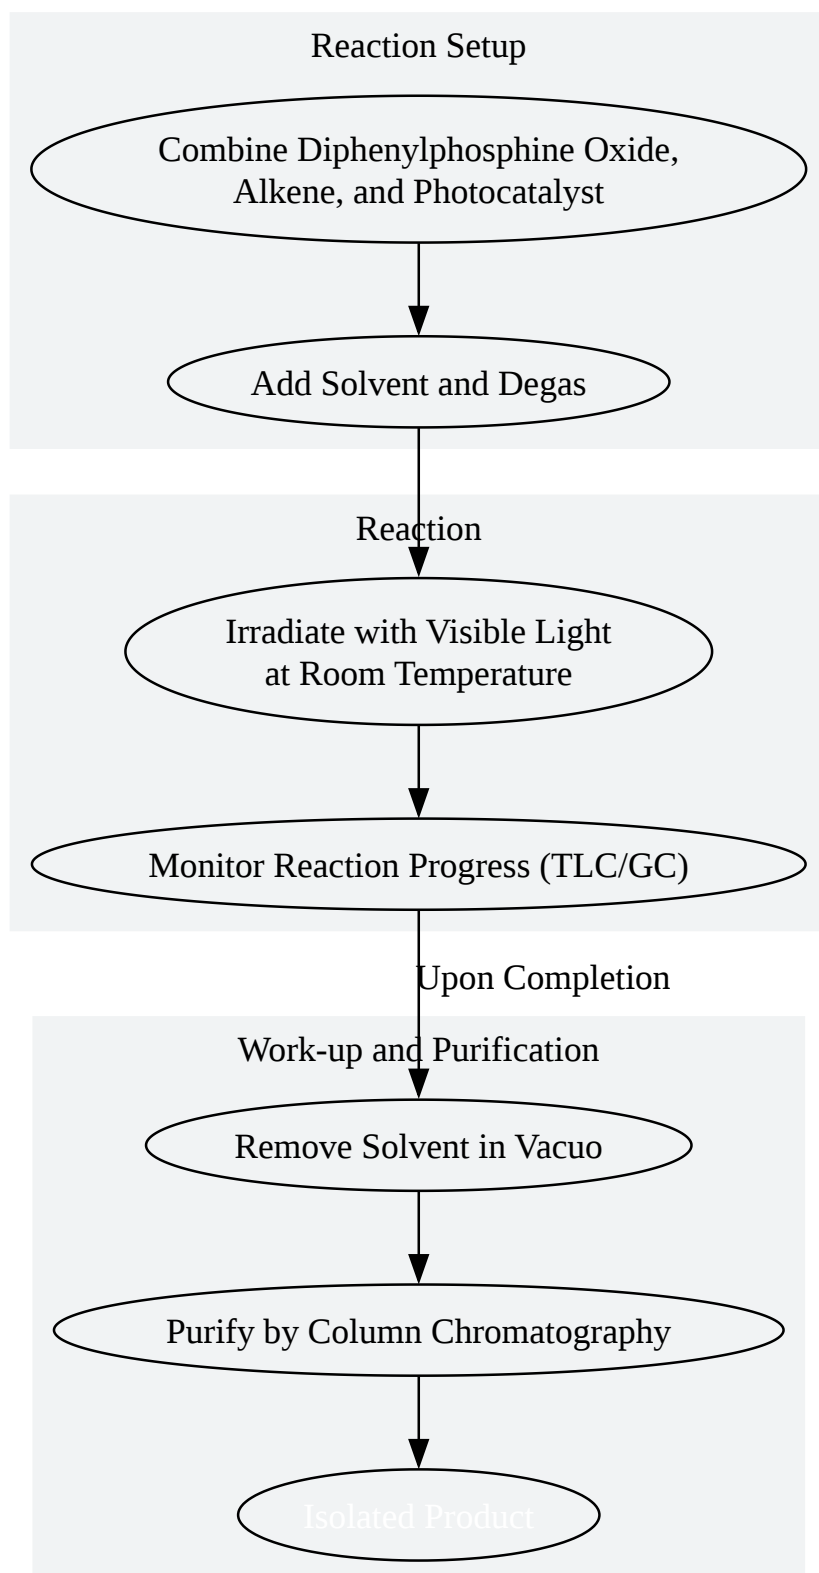 Reaction Setup
Combine Diphenylphosphine Oxide,
Alkene, and Photocatalyst
Add Solvent and Degas
Reaction
Irradiate with Visible Light
at Room Temperature
Monitor Reaction Progress (TLC/GC)
Upon Completion
Work-up and Purification
Remove Solvent in Vacuo
Purify by Column Chromatography
Isolated Product